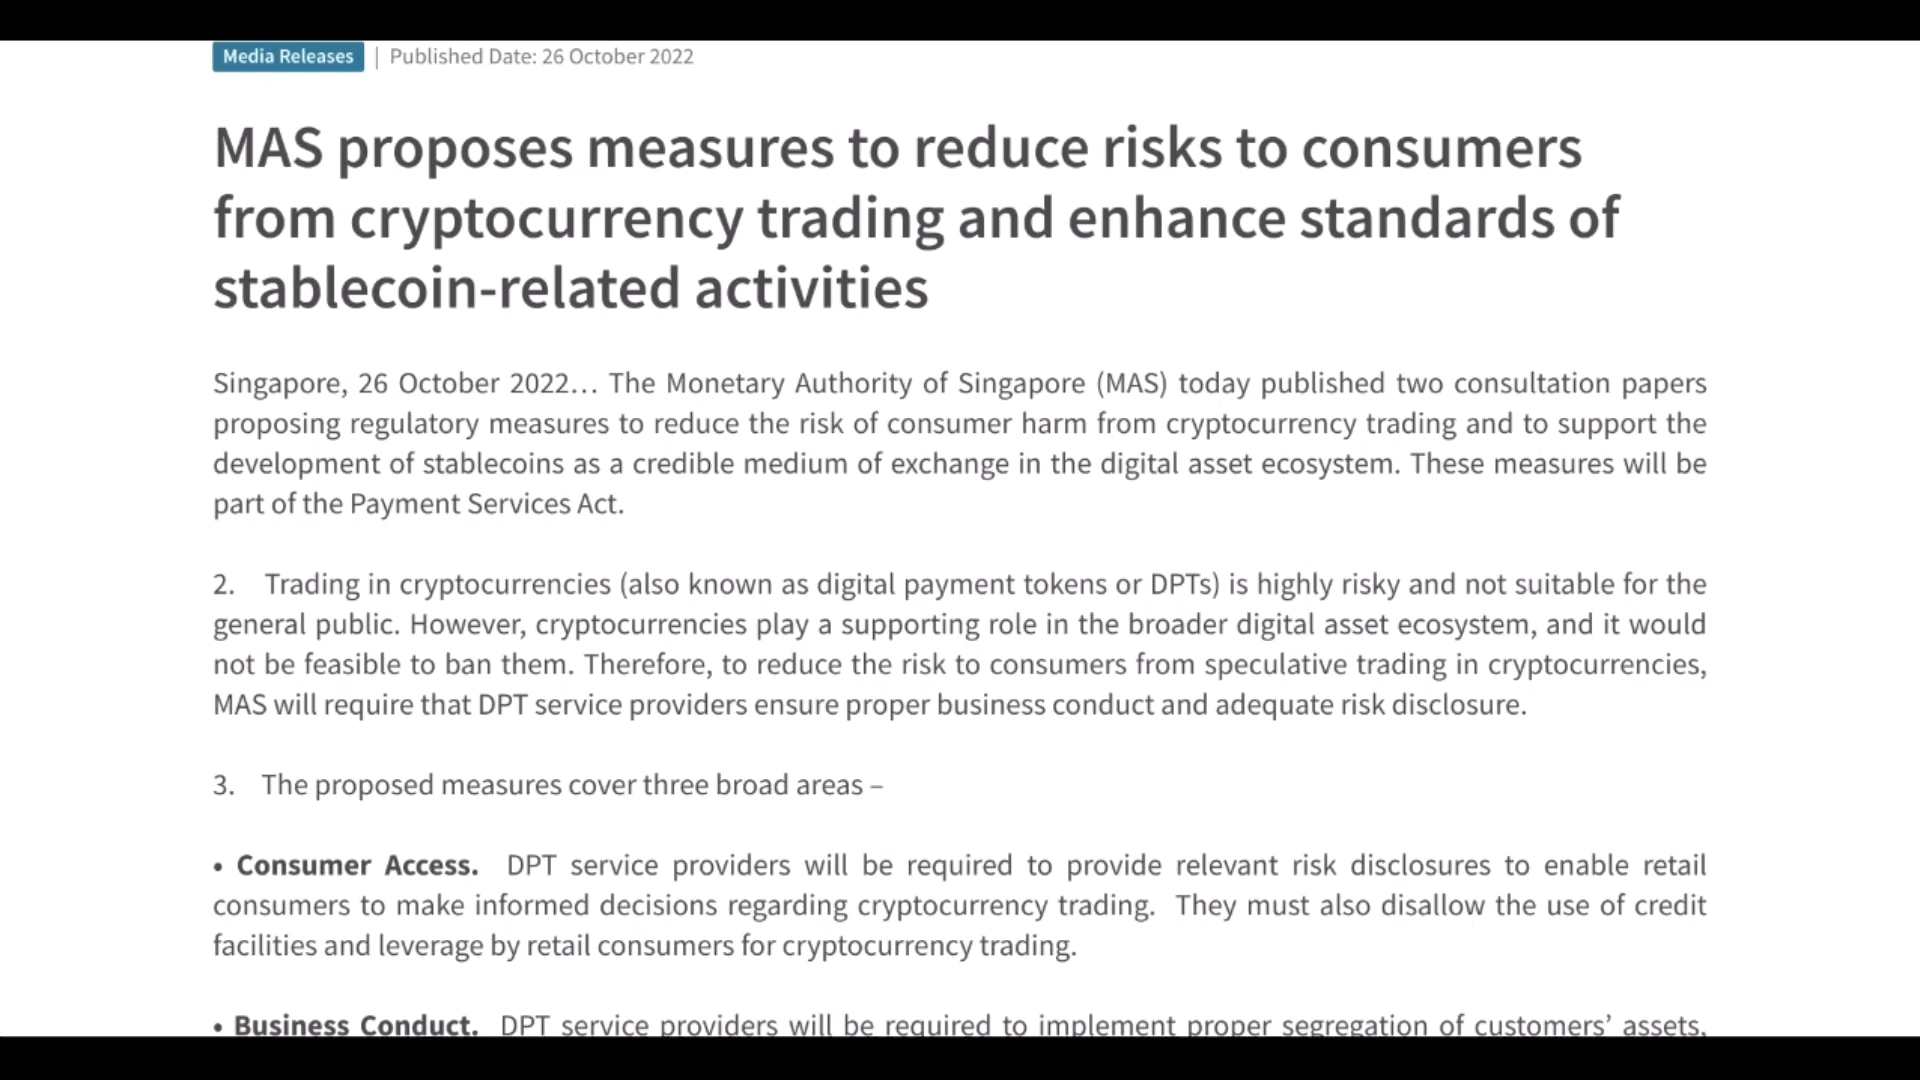 Media Releases | Published Date: 26 October 2022
MAS proposes measures to reduce risks to consumers
from cryptocurrency trading and enhance standards of
stablecoin-related activities
Singapore, 26 October 2022… The Monetary Authority of Singapore (MAS) today published two consultation papers
proposing regulatory measures to reduce the risk of consumer harm from cryptocurrency trading and to support the
development of stablecoins as a credible medium of exchange in the digital asset ecosystem. These measures will be
part of the Payment Services Act.
2. Trading in cryptocurrencies (also known as digital payment tokens or DPTs) is highly risky and not suitable for the
general public. However, cryptocurrencies play a supporting role in the broader digital asset ecosystem, and it would
not be feasible to ban them. Therefore, to reduce the risk to consumers from speculative trading in cryptocurrencies,
MAS will require that DPT service providers ensure proper business conduct and adequate risk disclosure.
3. The proposed measures cover three broad areas –
• Consumer Access. DPT service providers will be required to provide relevant risk disclosures to enable retail
consumers to make informed decisions regarding cryptocurrency trading. They must also disallow the use of credit
facilities and leverage by retail consumers for cryptocurrency trading.
• Business Conduct. DPT service providers will be required to implement proper segregation of customers’ assets,